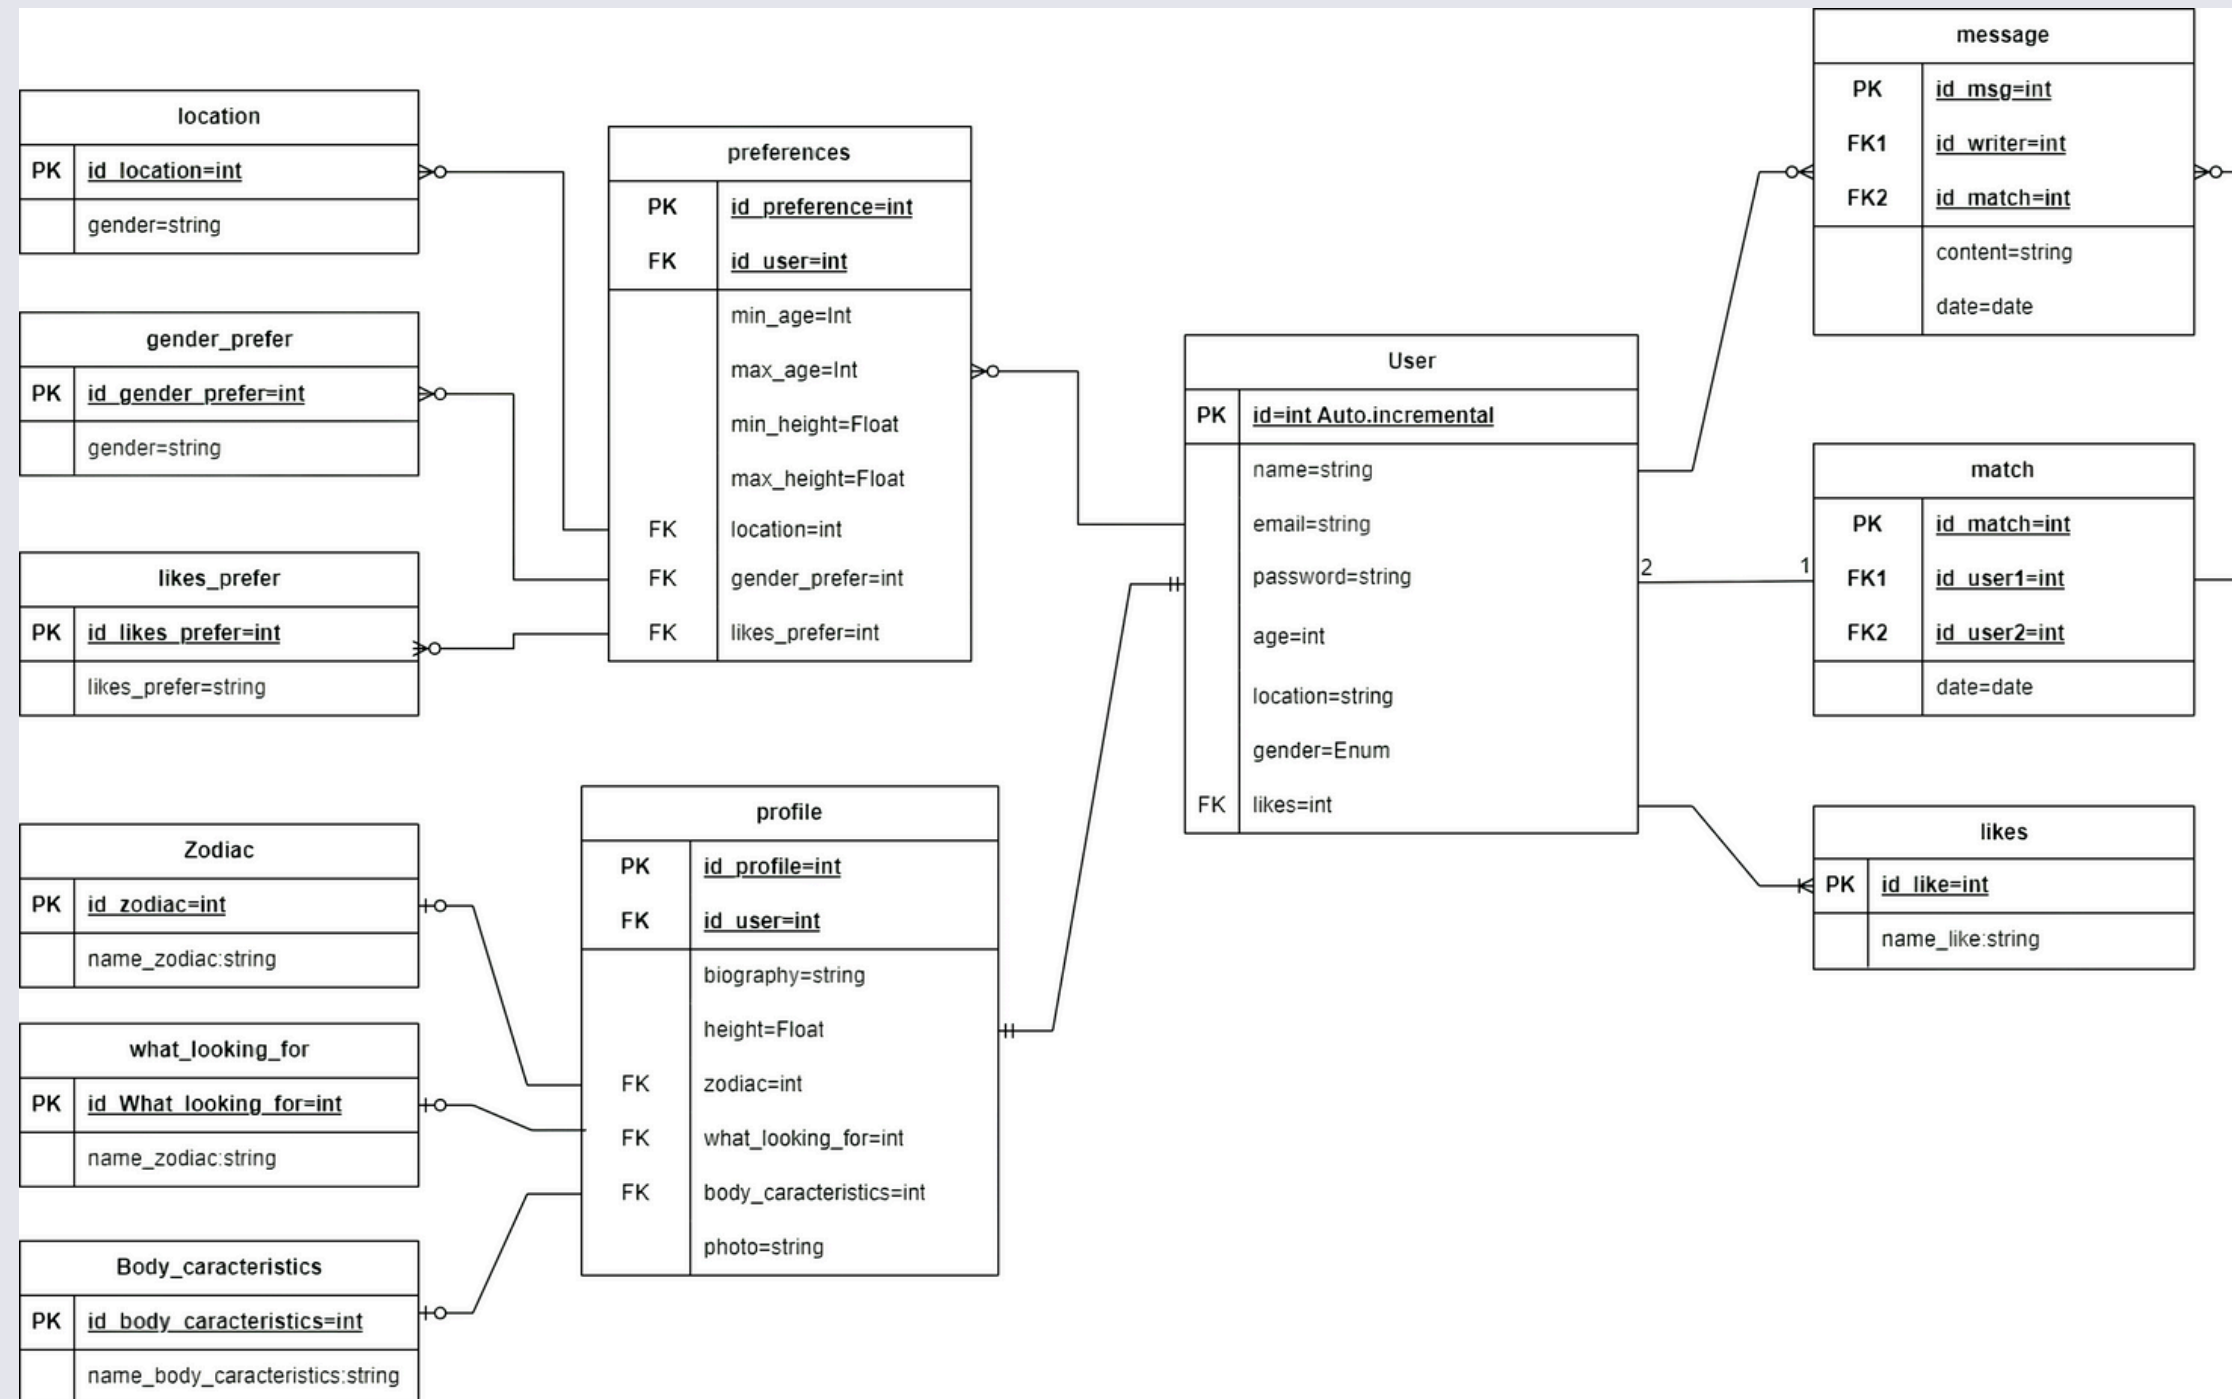 location
PK id_location=int
gender=string
gender_prefer
PK id_gender_prefer=int
gender=string
likes_prefer
PK id_likes_prefer=int
likes_prefer=string
Zodiac
PK id_zodiac=int
name_zodiac:string
what_looking_for
PK id_What_looking_for=int
name_zodiac:string
Body_caracteristics
PK id_body_caracteristics=int
name_body_caracteristics:string
preferences
PK id_preference=int
FK id_user=int
min_age=Int
max_age=Int
min_height=Float
max_height=Float
FK location=int
FK gender_prefer=int
FK likes_prefer=int
profile
PK id_profile=int
FK id_user=int
biography=string
height=Float
FK zodiac=int
FK what_looking_for=int
FK body_caracteristics=int
photo=string
User
PK id=int Auto.incremental
name=string
email=string
password=string
age=int
location=string
gender=Enum
FK likes=int
2 1
message
PK id_msg=int
FK1 id_writer=int
FK2 id_match=int
content=string
date=date
match
PK id_match=int
FK1 id_user1=int
FK2 id_user2=int
date=date
likes
PK id_like=int
name_like:string